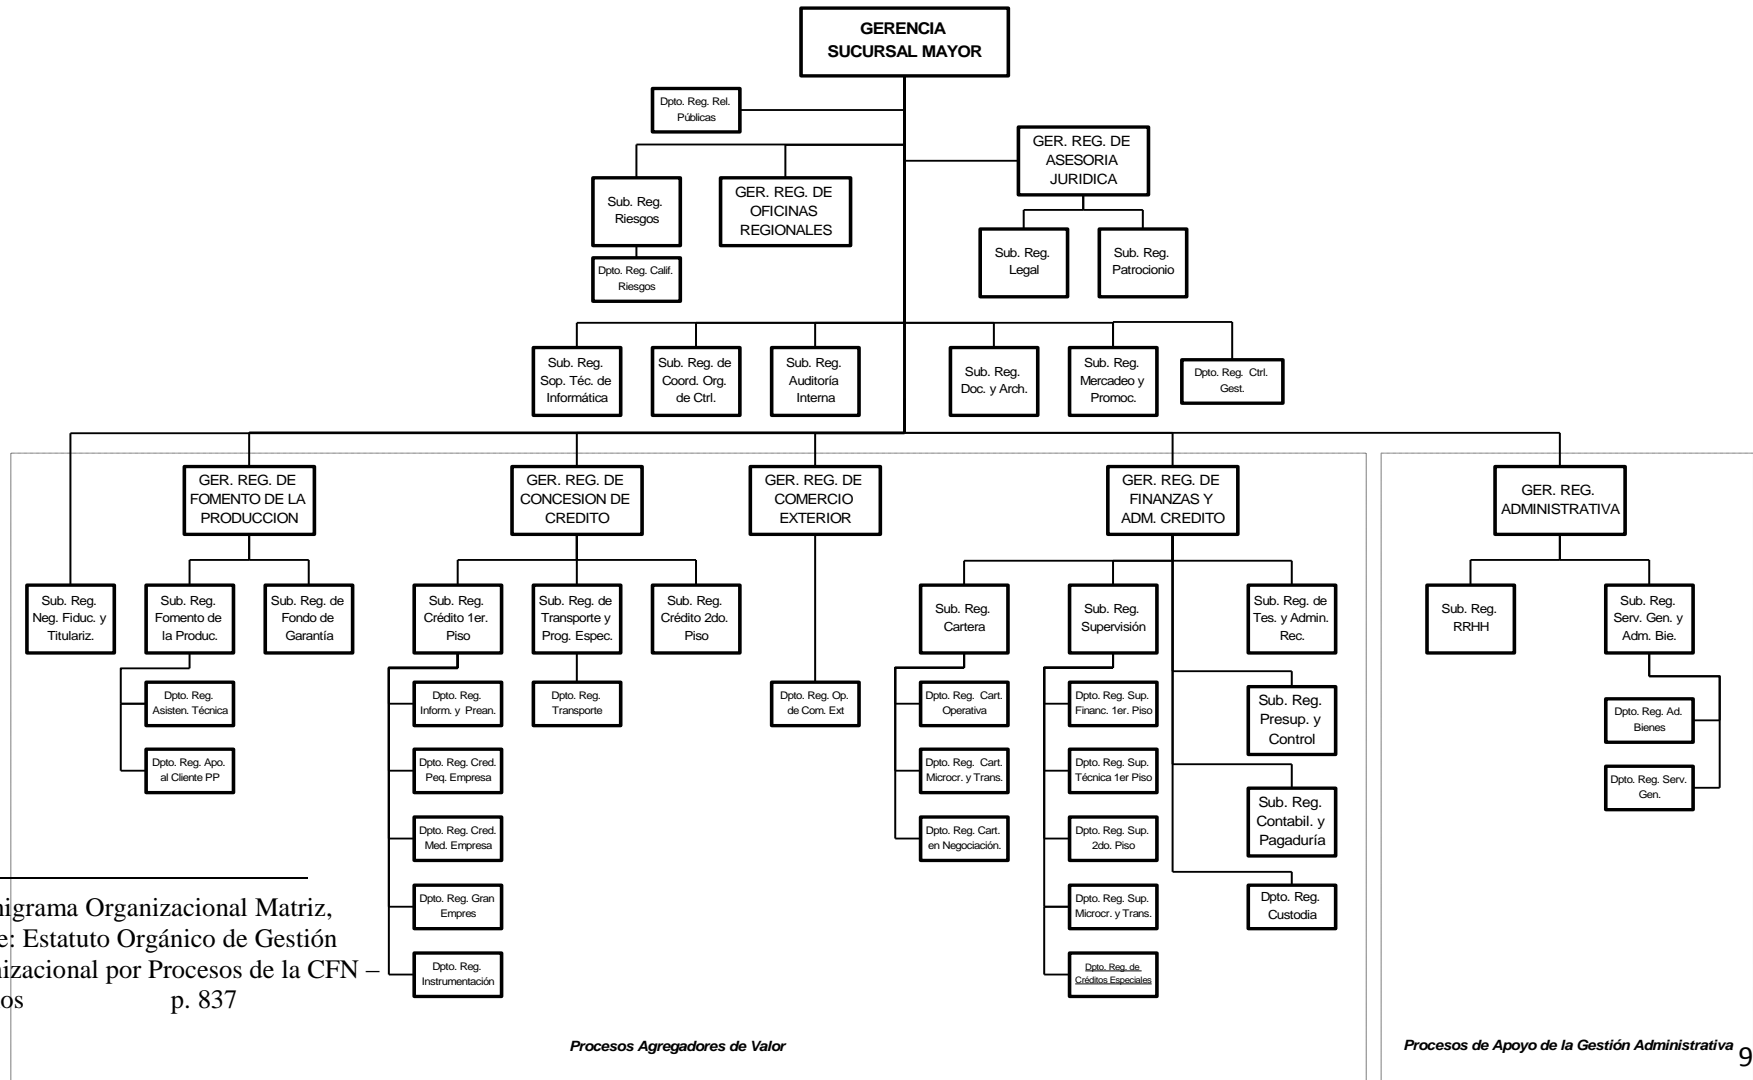 GERENCIA
SUCURSAL MAYOR
Dpto. Reg. Rel.
Públicas
GER. REG. DE
ASESORIA
JURIDICA
Sub. Reg.
Riesgos
GER. REG. DE
OFICINAS
REGIONALES
Sub. Reg.
Legal
Sub. Reg.
Patrocionio
Dpto. Reg. Calif.
Riesgos
Sub. Reg.
Sop. Téc. de
Informática
Sub. Reg. de
Coord. Org.
de Ctrl.
Sub. Reg.
Auditoría
Interna
Sub. Reg.
Doc. y Arch.
Sub. Reg.
Mercadeo y
Promoc.
Dpto. Reg. Ctrl.
Gest.
GER. REG. DE
FOMENTO DE LA
PRODUCCION
GER. REG. DE
CONCESION DE
CREDITO
GER. REG. DE
COMERCIO
EXTERIOR
GER. REG. DE
FINANZAS Y
ADM. CREDITO
GER. REG.
ADMINISTRATIVA
Sub. Reg.
Neg. Fiduc. y
Titulariz.
Sub. Reg.
Fomento de
la Produc.
Sub. Reg. de
Fondo de
Garantía
Sub. Reg.
Crédito 1er.
Piso
Sub. Reg. de
Transporte y
Prog. Espec.
Sub. Reg.
Crédito 2do.
Piso
Sub. Reg.
Cartera
Sub. Reg.
Supervisión
Sub. Reg. de
Tes. y Admin.
Rec.
Sub. Reg.
RRHH
Sub. Reg.
Serv. Gen. y
Adm. Bie.
Dpto. Reg.
Asisten. Técnica
Dpto. Reg. Apo.
al Cliente PP
Dpto. Reg.
Inform. y Prean.
Dpto. Reg. Cred.
Peq. Empresa
Dpto. Reg. Cred.
Med. Empresa
Dpto. Reg. Gran
Empres
Dpto. Reg.
Instrumentación
Dpto. Reg.
Transporte
Dpto. Reg. Op.
de Com. Ext
Dpto. Reg. Cart.
Operativa
Dpto. Reg. Cart.
Microcr. y Trans.
Dpto. Reg. Cart.
en Negociación.
Dpto. Reg. Sup.
Financ. 1er. Piso
Dpto. Reg. Sup.
Técnica 1er Piso
Dpto. Reg. Sup.
2do. Piso
Dpto. Reg. Sup.
Microcr. y Trans.
Dpto. Reg. de
Créditos Especiales
Sub. Reg.
Presup. y
Control
Sub. Reg.
Contabil. y
Pagaduría
Dpto. Reg.
Custodia
Dpto. Reg. Ad.
Bienes
Dpto. Reg. Serv.
Gen.
nigrama Organizacional Matriz,
e: Estatuto Orgánico de Gestión
nizacional por Procesos de la CFN –
os p. 837
Procesos Agregadores de Valor
Procesos de Apoyo de la Gestión Administrativa
9